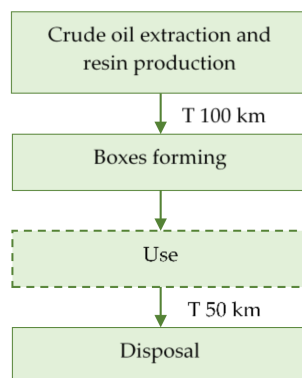 Crude oil extraction and
resin production
T 100 km
Boxes forming
Use
T 50 km
Disposal